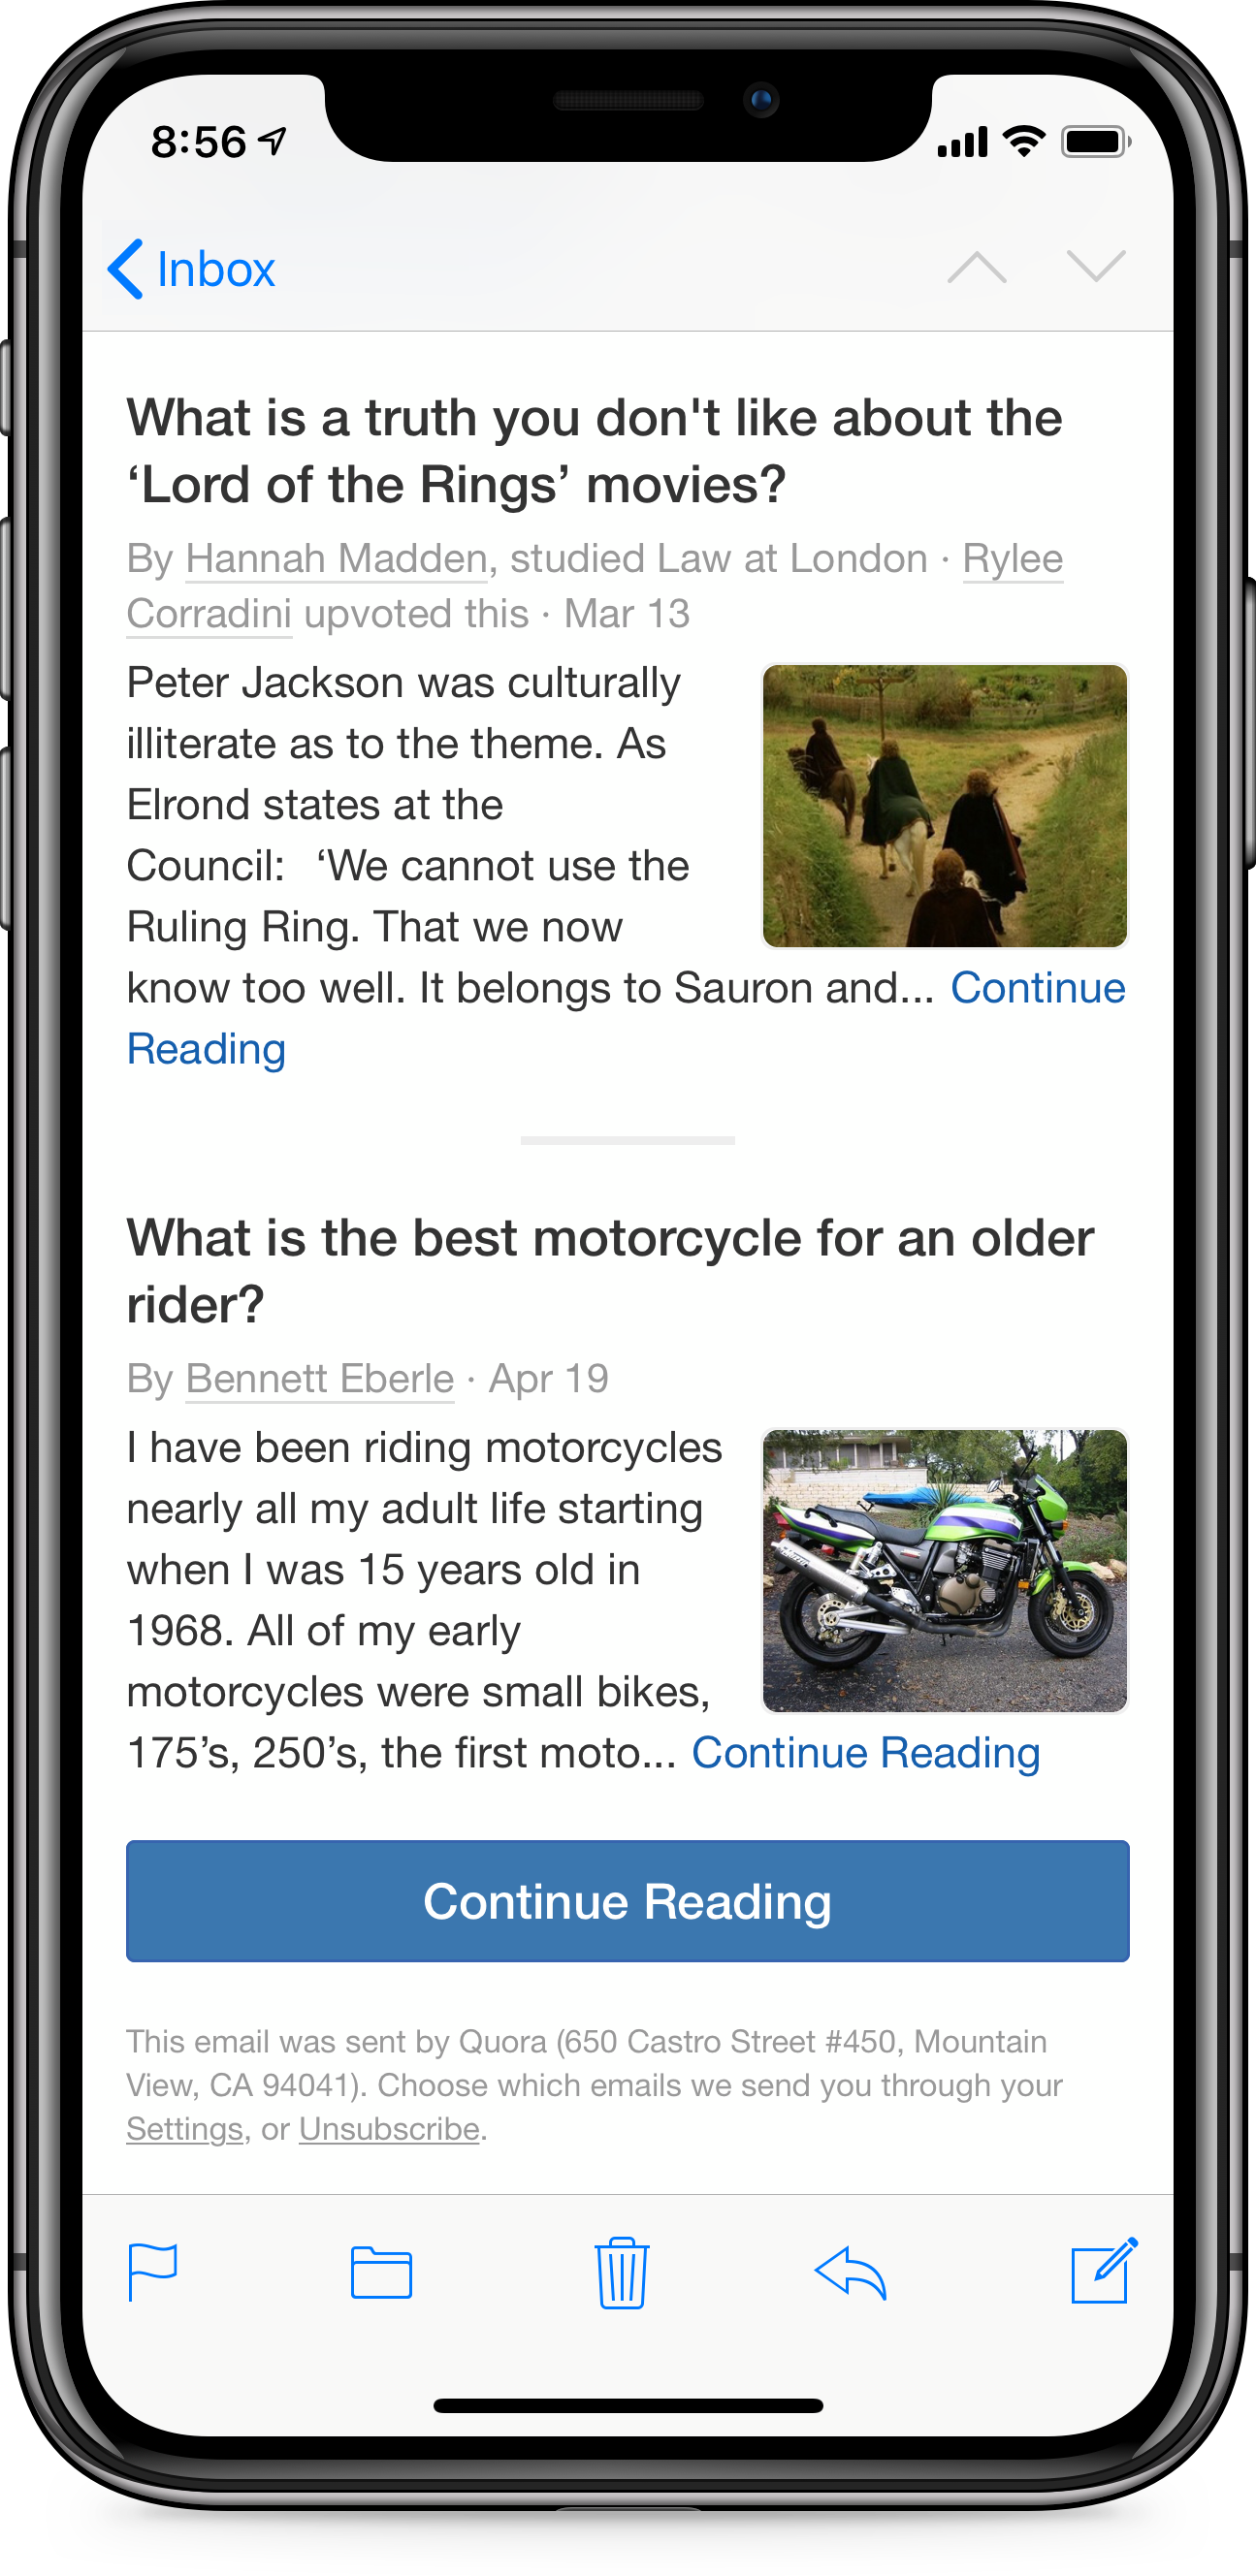 8:56
Inbox
What is a truth you don't like about the
‘Lord of the Rings’ movies?
By Hannah Madden, studied Law at London · Rylee
Corradini upvoted this · Mar 13
Peter Jackson was culturally
illiterate as to the theme. As
Elrond states at the
Council:  ‘We cannot use the
Ruling Ring. That we now
know too well. It belongs to Sauron and... Continue
Reading
What is the best motorcycle for an older
rider?
By Bennett Eberle · Apr 19
I have been riding motorcycles
nearly all my adult life starting
when I was 15 years old in
1968. All of my early
motorcycles were small bikes,
175’s, 250’s, the first moto... Continue Reading
Continue Reading
This email was sent by Quora (650 Castro Street #450, Mountain
View, CA 94041). Choose which emails we send you through your
Settings, or Unsubscribe.